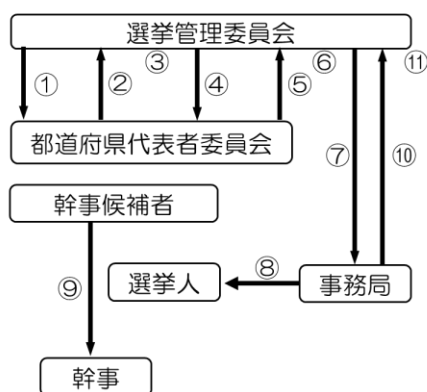 選挙管理委員会
① ② ③ ④ ⑤ ⑥ ⑪
都道府県代表者委員会
⑦ ⑩
幹事候補者
⑧
⑨ 選挙人 事務局
幹事